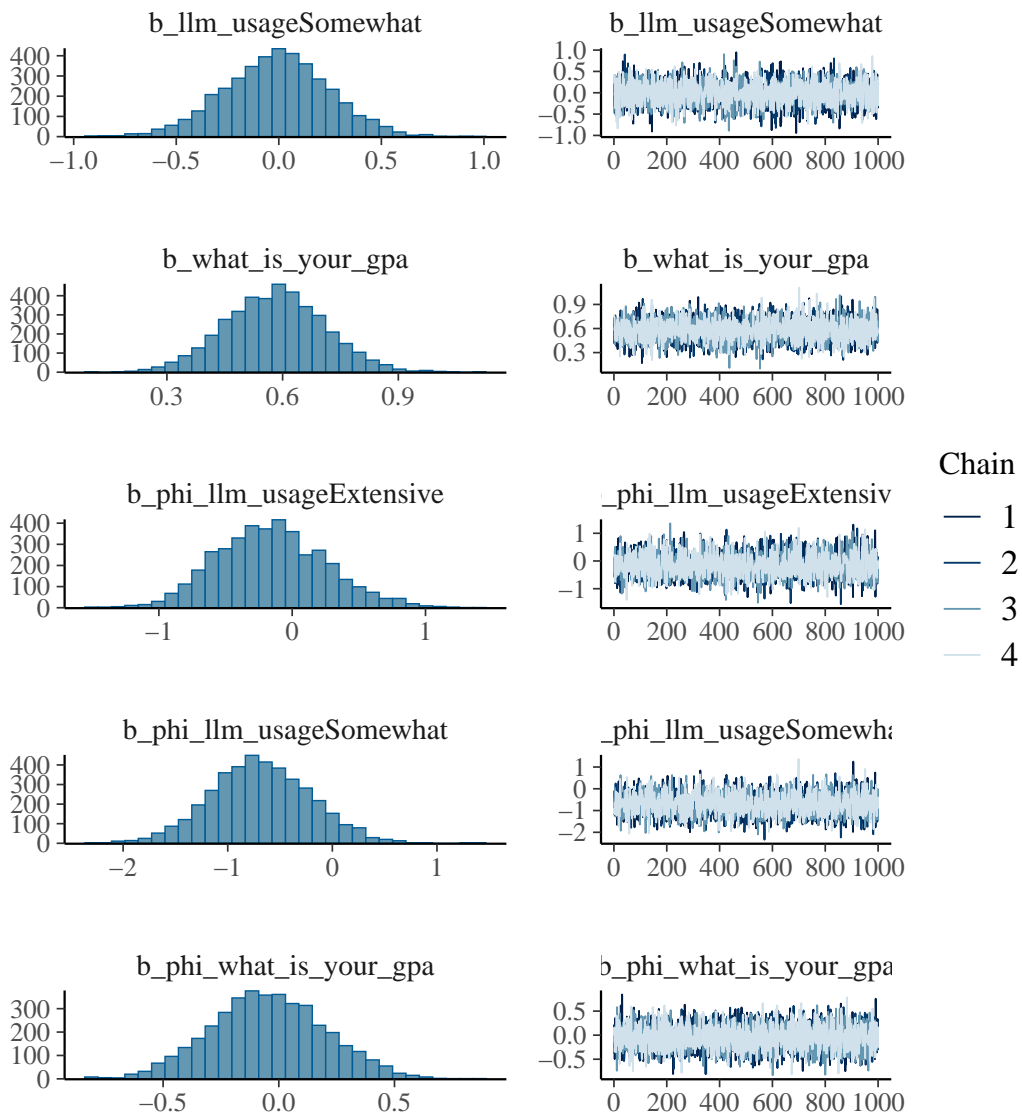 b_llm_usageSomewhat
400
300
200
100
0
−1.0 −0.5 0.0 0.5 1.0
b_llm_usageSomewhat
1.0
0.5
0.0
−0.5
−1.0
0 200 400 600 800 1000
b_what_is_your_gpa
400
300
200
100
0
0.3 0.6 0.9
b_what_is_your_gpa
0.9
0.6
0.3
0 200 400 600 800 1000
b_phi_llm_usageExtensive
400
300
200
100
0
−1 0 1
_phi_llm_usageExtensiv
1
0
−1
0 200 400 600 800 1000
b_phi_llm_usageSomewhat
400
300
200
100
0
−2 −1 0 1
_phi_llm_usageSomewha
1
0
−1
−2
0 200 400 600 800 1000
b_phi_what_is_your_gpa
300
200
100
0
−0.5 0.0 0.5
b_phi_what_is_your_gpa
0.5
0.0
−0.5
0 200 400 600 800 1000
Chain
1
2
3
4